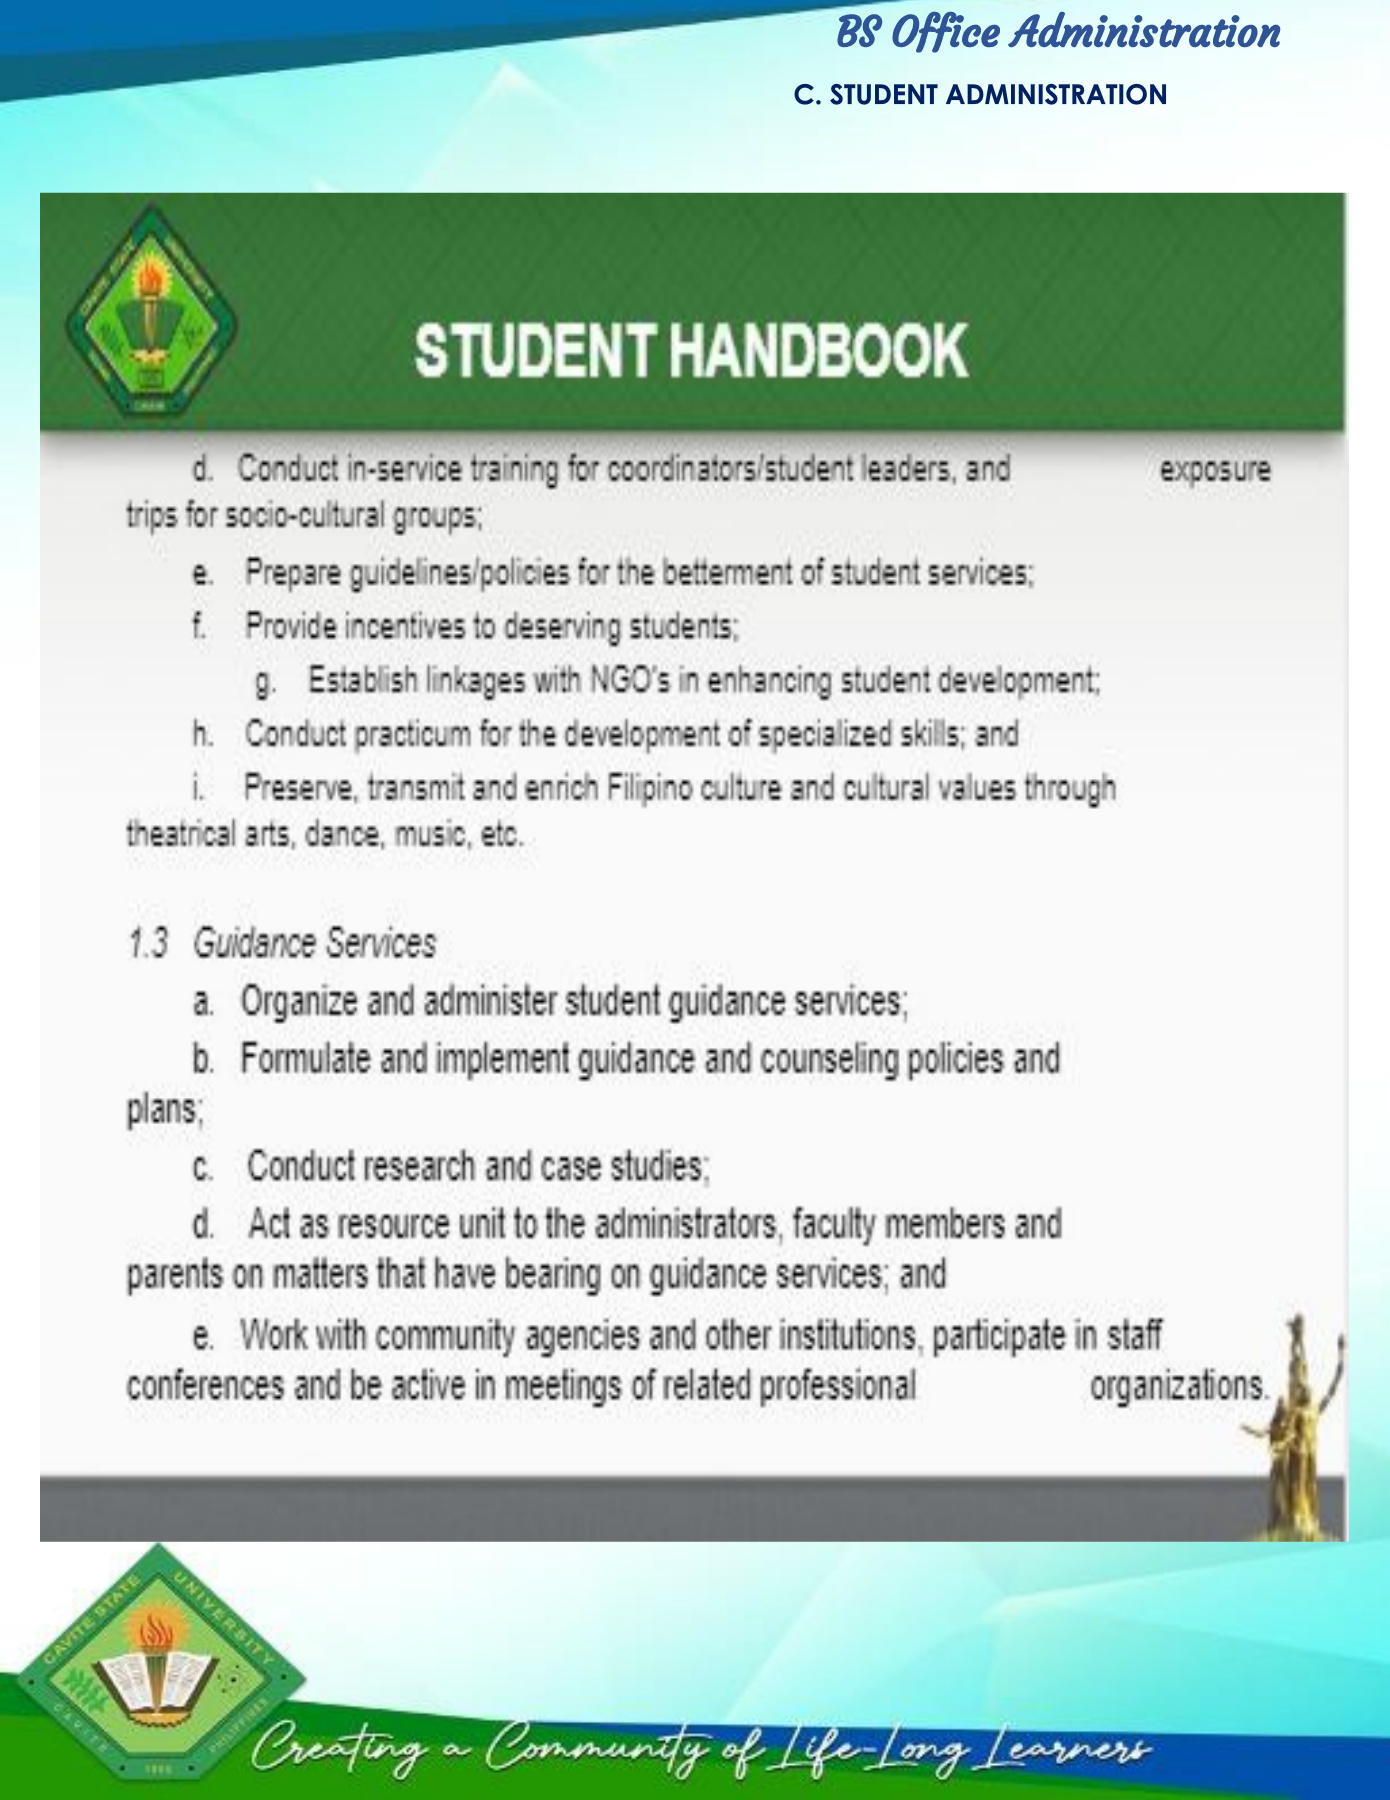 BS Office Administration
C. STUDENT ADMINISTRATION
STUDENT HANDBOOK
d. Conduct in-service training for coordinators/student leaders, and exposure
trips for socio-cultural groups;
e. Prepare guidelines/policies for the betterment of student services;
f. Provide incentives to deserving students;
g. Establish linkages with NGO's in enhancing student development;
h. Conduct practicum for the development of specialized skills; and
i. Preserve, transmit and enrich Filipino culture and cultural values through
theatrical arts, dance, music, etc.
1.3 Guidance Services
a. Organize and administer student guidance services;
b. Formulate and implement guidance and counseling policies and
plans;
c. Conduct research and case studies;
d. Act as resource unit to the administrators, faculty members and
parents on matters that have bearing on guidance services; and
e. Work with community agencies and other institutions, participate in staff
conferences and be active in meetings of related professional organizations.
CAVITE STATE UNIVERSITY
CAVITE
PHILIPPINES
Creating a Community of Life-Long Learners